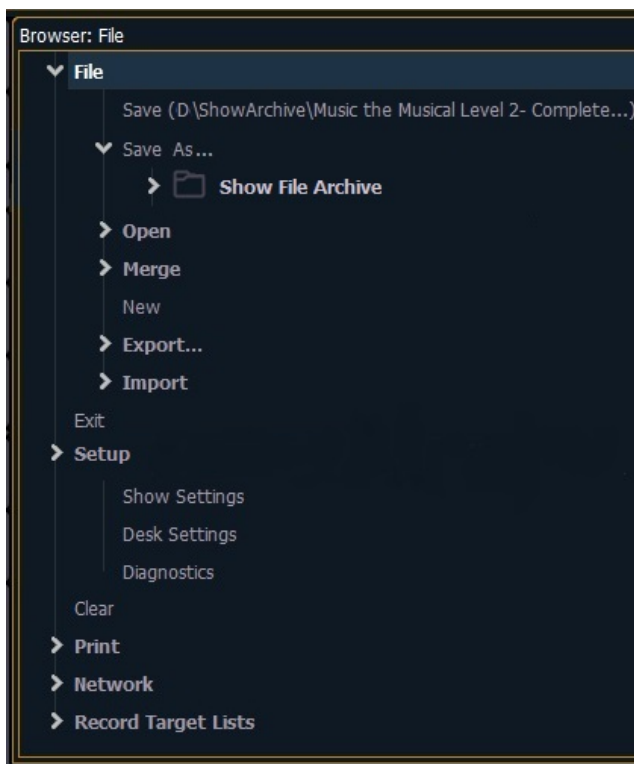 Browser: File
File
Save (D:\ShowArchive\Music the Musical Level 2- Complete...)
Save As...
Show File Archive
Open
Merge
New
Export...
Import
Exit
Setup
Show Settings
Desk Settings
Diagnostics
Clear
Print
Network
Record Target Lists